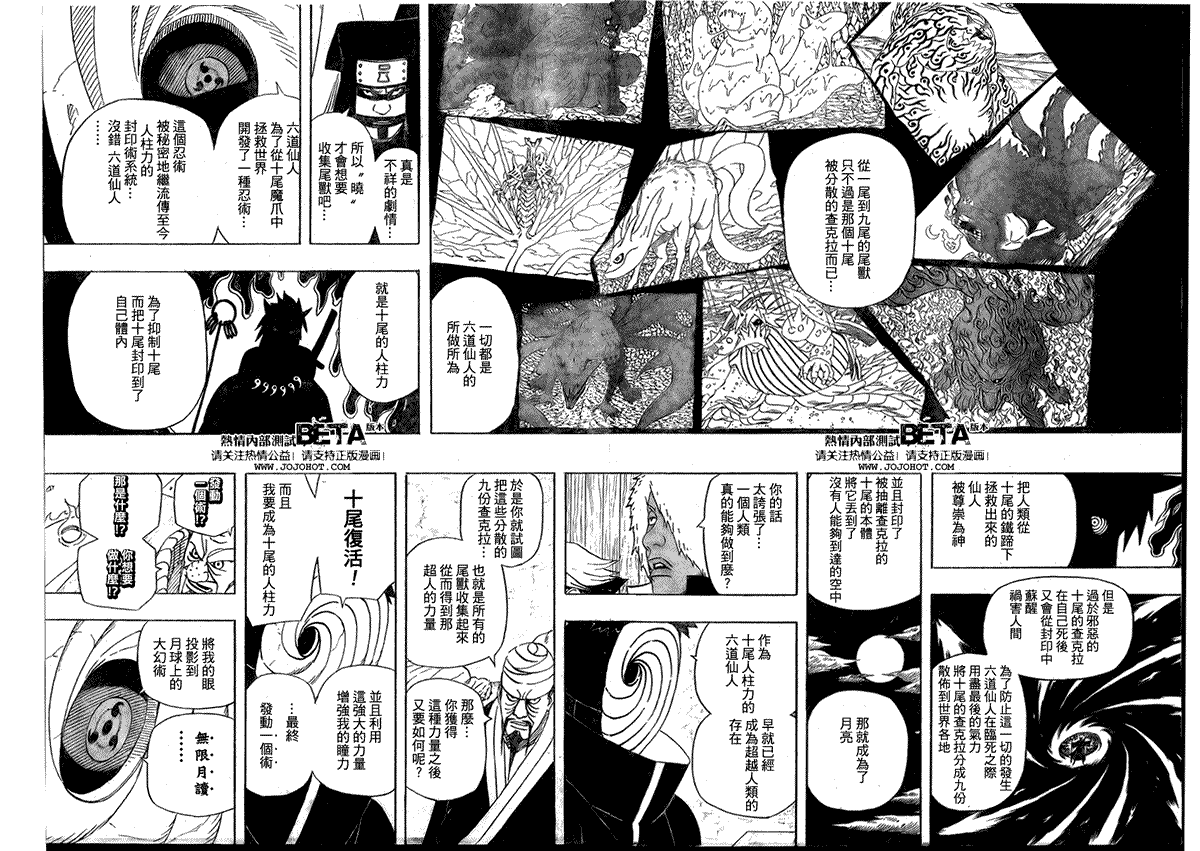 從一尾到九尾的尾獸
只不過是那個十尾
被分散的查克拉而已…
一切都是
六道仙人的
所做所為
真是
不祥的劇情…
所以〝曉〞
才會想要
收集尾獸吧…
六道仙人
為了從十尾魔爪中
拯救世界
開發了一種忍術…
這個忍術
被秘密地繼流傳至今
人柱力的
封印術系統…
沒錯 六道仙人
……
就是十尾的人柱力
為了抑制十尾
而把十尾封印到了
自己體內
熱情內部測試BETA版本
请关注热情公益！请支持正版漫画！
WWW.JOJOHOT.COM
熱情內部測試BETA版本
请关注热情公益！请支持正版漫画！
WWW.JOJOHOT.COM
把人類從
十尾的鐵蹄下
拯救出來的
仙人
被尊崇為神
但是
過於邪惡的
十尾的查克拉
在自己死後
又會從封印中
蘇醒
禍害人間
為了防止這一切的發生
六道仙人在臨死之際
用盡最後的氣力
將十尾的查克拉分成九份
散佈到世界各地
並且封印了
被抽離查克拉的
十尾的本體
將它丟到了
沒有人能夠到達的空中
那就成為了
月亮
你的話
太誇張了…
一個人類
真的能夠做到麼？
作為
十尾人柱力的
六道仙人
早就已經
成為超越人類的
存在
於是你就試圖
把這些分散的
九份查克拉…
也就是所有的
尾獸收集起來
從而得到那
超人的力量
那麼…
你獲得
這種力量之後
又要如何呢？
十尾復活！
而且
我要成為十尾的人柱力
並且利用
這強大的力量
增強我的瞳力
…最終
發動一個術
發動
一個術!?
那是什麼!?
你想要
做什麼!?
將我的眼
投影到
月球上的
大幻術
無限月讀
……